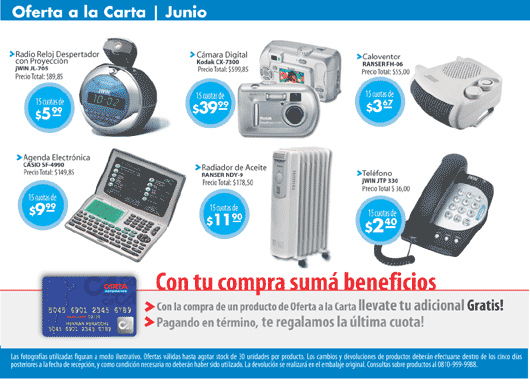 Oferta a la Carta | Junio
Radio Reloj Despertador
con Proyección
JWIN JL-705
Precio Total: $89,85
15 cuotas de
$5 99
Cámara Digital
Kodak CX-7300
Precio Total: $599,85
15 cuotas de
$39 99
Caloventor
RANSER FH-06
Precio Total: $55,00
15 cuotas de
$3 67
Agenda Electrónica
CASIO SF-4990
Precio Total: $149,85
15 cuotas de
$9 99
Radiador de Aceite
RANSER NDY-9
Precio Total: $178,50
15 cuotas de
$11 90
Teléfono
JWIN JTP 330
Precio Total $ 36,00
15 cuotas de
$2 40
OFERTA
5045 6901 2345 6789
Con tu compra sumá beneficios
Con la compra de un producto de Oferta a la Carta llevate tu adicional Gratis!
Pagando en término, te regalamos la última cuota!
Las fotografías utilizadas figuran a modo ilustrativo. Ofertas válidas hasta agotar stock de 30 unidades por producto. Los cambios y devoluciones de productos deberán efectuarse dentro de los cinco días
posteriores a la fecha de recepción, y como condición necesaria no deberán haber sido utilizado. La devolución se realizará en el embalaje original. Consultas sobre productos al 0810-999-9988.